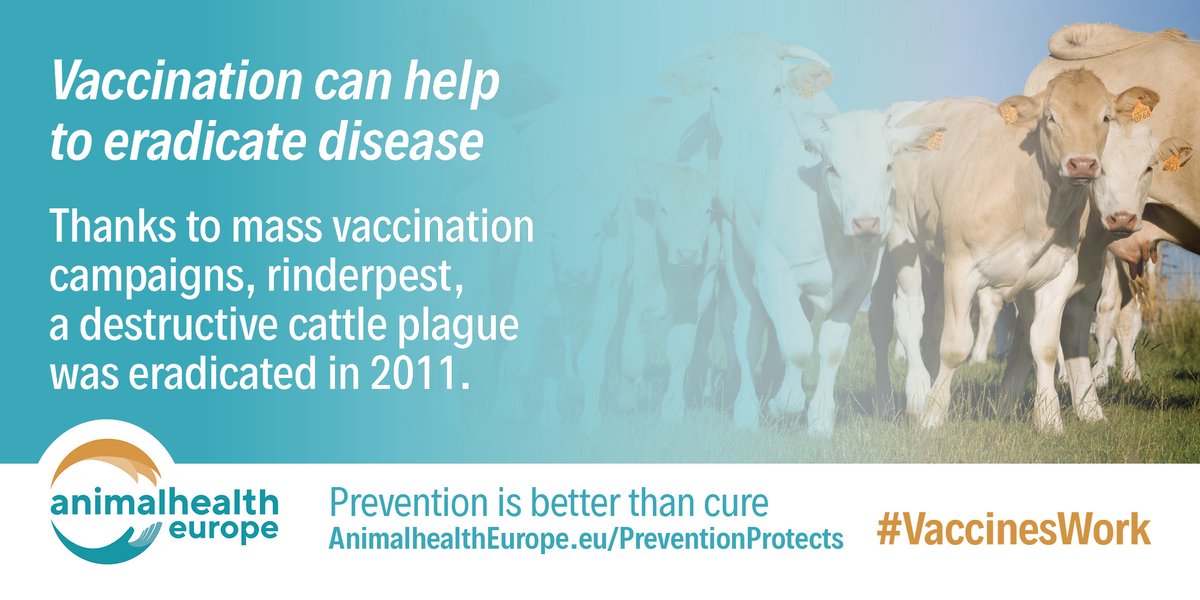 Vaccination can help
to eradicate disease
Thanks to mass vaccination
campaigns, rinderpest,
a destructive cattle plague
was eradicated in 2011.
animalhealth
europe
Prevention is better than cure
AnimalhealthEurope.eu/PreventionProtects
#VaccinesWork